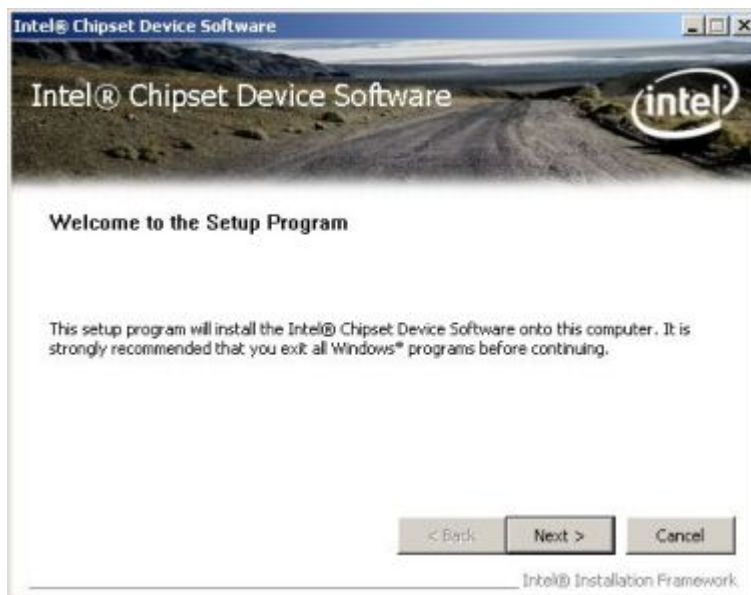 Intel® Chipset Device Software
Intel® Chipset Device Software
intel
Welcome to the Setup Program
This setup program will install the Intel® Chipset Device Software onto this computer. It is
strongly recommended that you exit all Windows* programs before continuing.
< Back
Next >
Cancel
Intel® Installation Framework